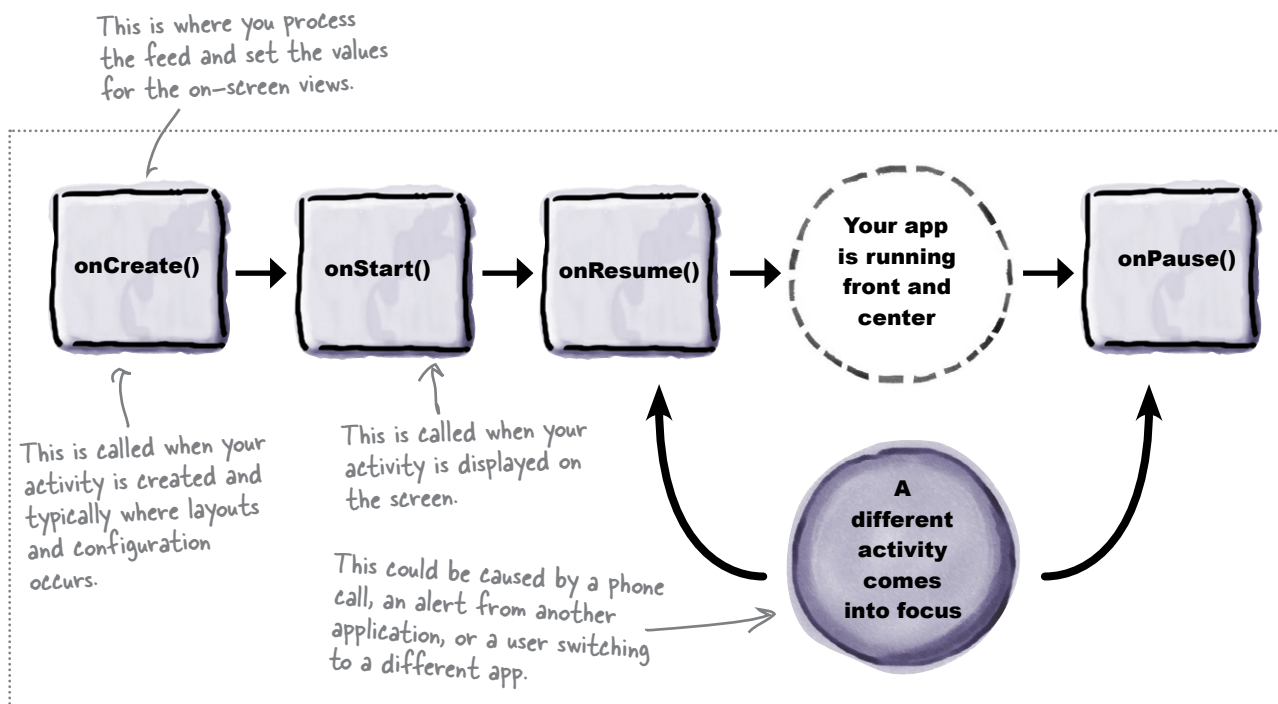 This is where you process
the feed and set the values
for the on-screen views.
onCreate()
onStart()
onResume()
Your app
is running
front and
center
onPause()
This is called when your
activity is created and
typically where layouts
and configuration
occurs.
This is called when your
activity is displayed on
the screen.
This could be caused by a phone
call, an alert from another
application, or a user switching
to a different app.
A
different
activity
comes
into focus